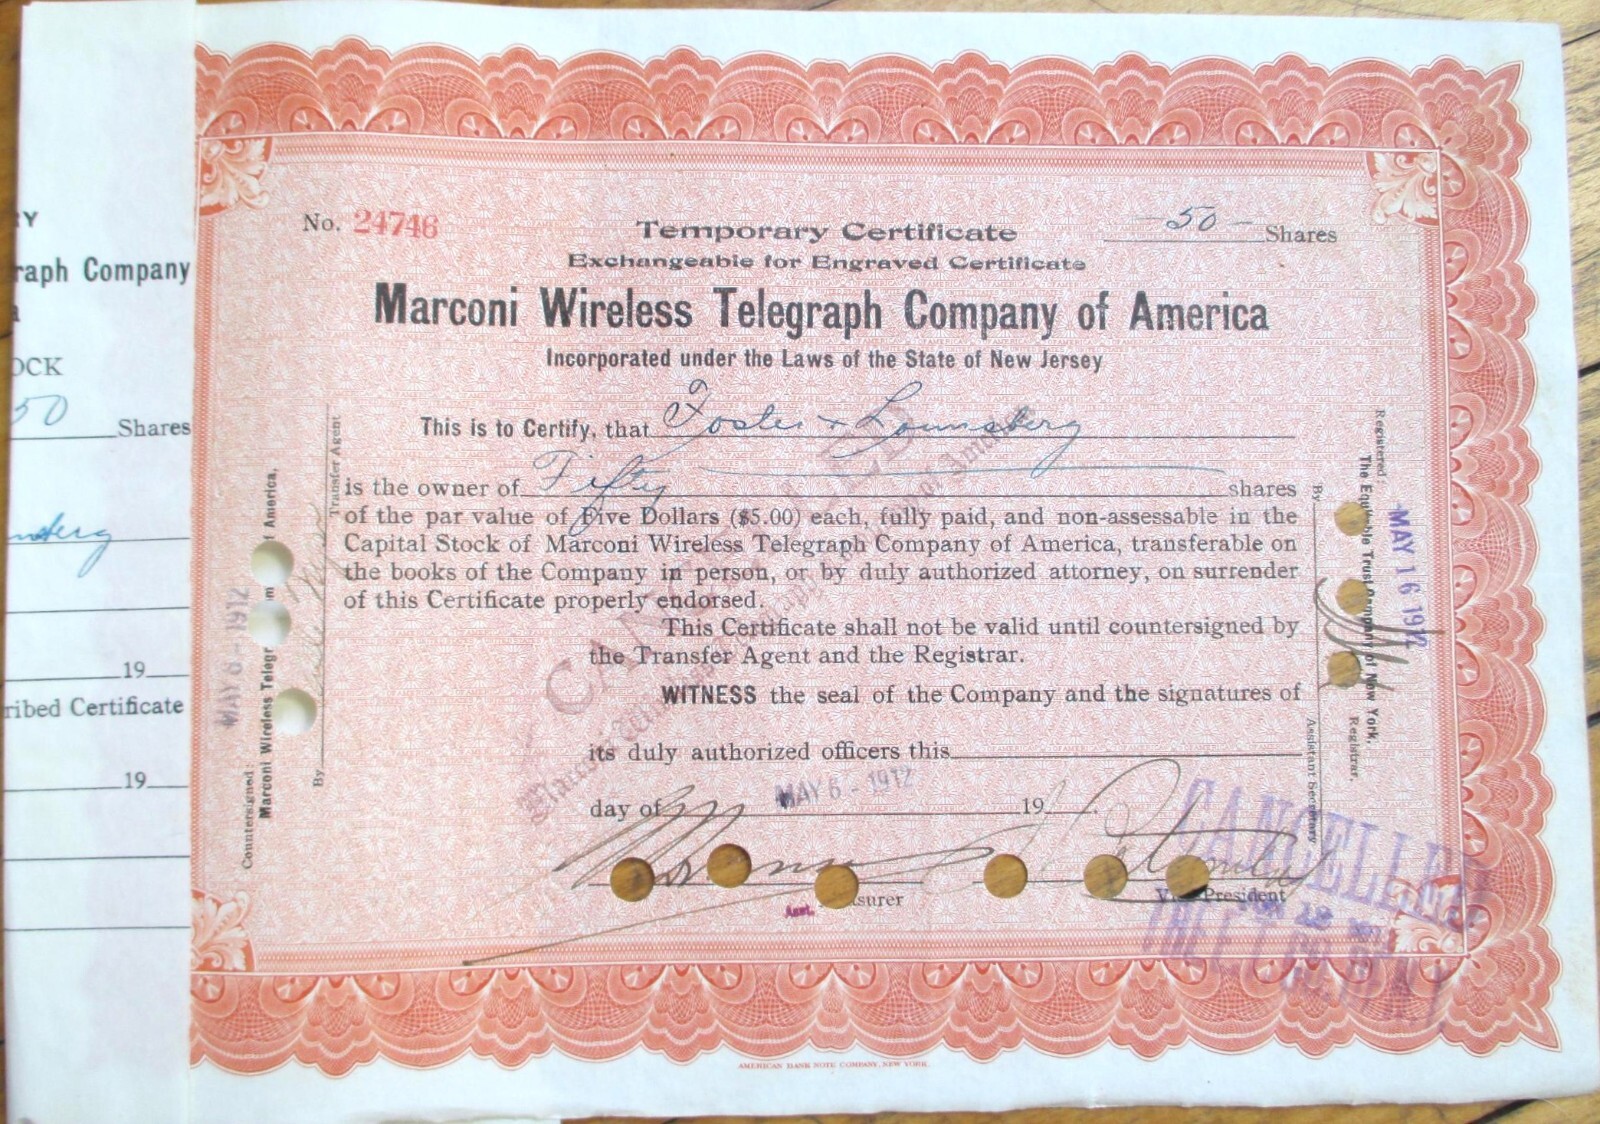 RY
raph Company
a
OCK
50 Shares
nsberg
19
ribed Certificate
19
No. 24746
Temporary Certificate
50 Shares
Exchangeable for Engraved Certificate
Marconi Wireless Telegraph Company of America
Incorporated under the Laws of the State of New Jersey
This is to Certify, that Foster & Lounsberg
is the owner of Fifty shares
of the par value of Five Dollars ($5.00) each, fully paid, and non-assessable in the
Capital Stock of Marconi Wireless Telegraph Company of America, transferable on
the books of the Company in person, or by duly authorized attorney, on surrender
of this Certificate properly endorsed.
This Certificate shall not be valid until countersigned by
the Transfer Agent and the Registrar.
WITNESS the seal of the Company and the signatures of
its duly authorized officers this
day of MAY 6 - 1912 19
Asst. surer
President
CANCELLED
CANCELLED
Countersigned:
Marconi Wireless Telegr m f America,
MAY 6 - 1912
By
Transfer Agent
Registered:
The Equitable Trust Company of New York,
Registrar.
MAY 16 1912
By
Assistant Secretary
AMERICAN BANK NOTE COMPANY, NEW YORK.